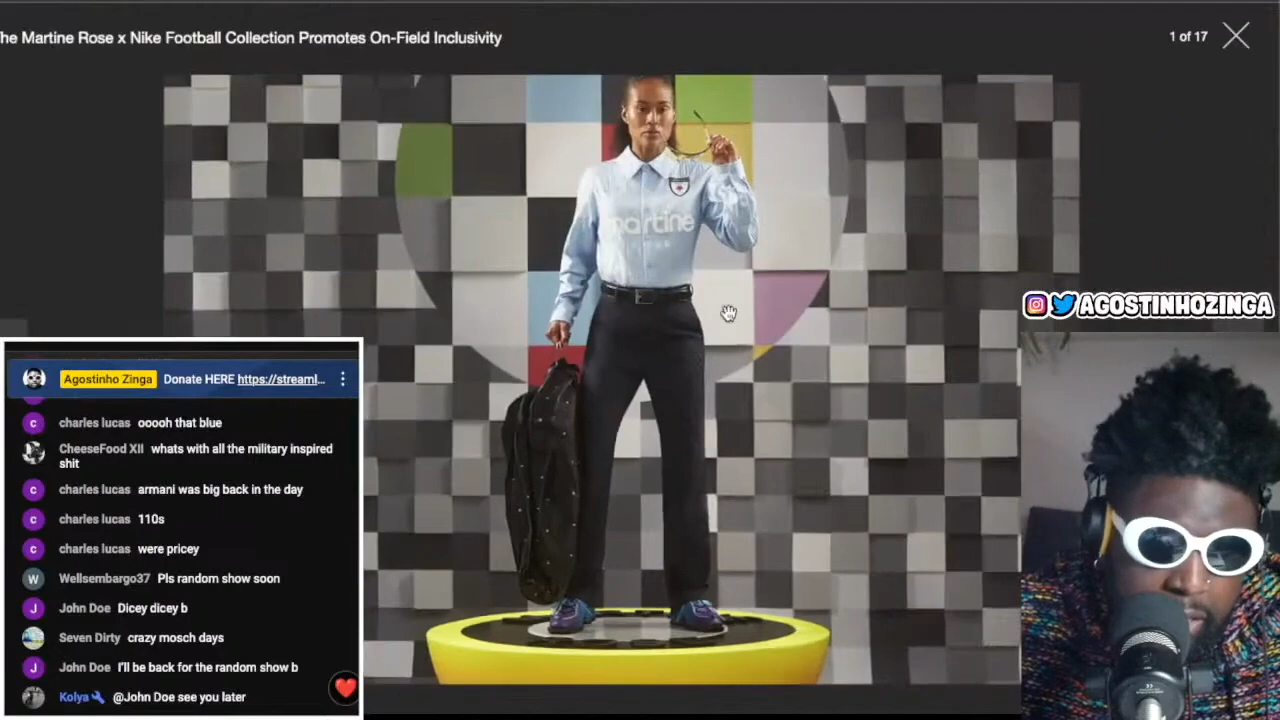 he Martine Rose x Nike Football Collection Promotes On-Field Inclusivity
1 of 17
martine
AGOSTINHOZINGA
Agostinho Zinga Donate HERE https://streaml...
charles lucas ooooh that blue
CheeseFood XII whats with all the military inspired
shit
charles lucas armani was big back in the day
charles lucas 110s
charles lucas were pricey
W Wellsembargo37 Pls random show soon
J John Doe Dicey dicey b
Seven Dirty crazy mosch days
J John Doe I'll be back for the random show b
Kolya @John Doe see you later